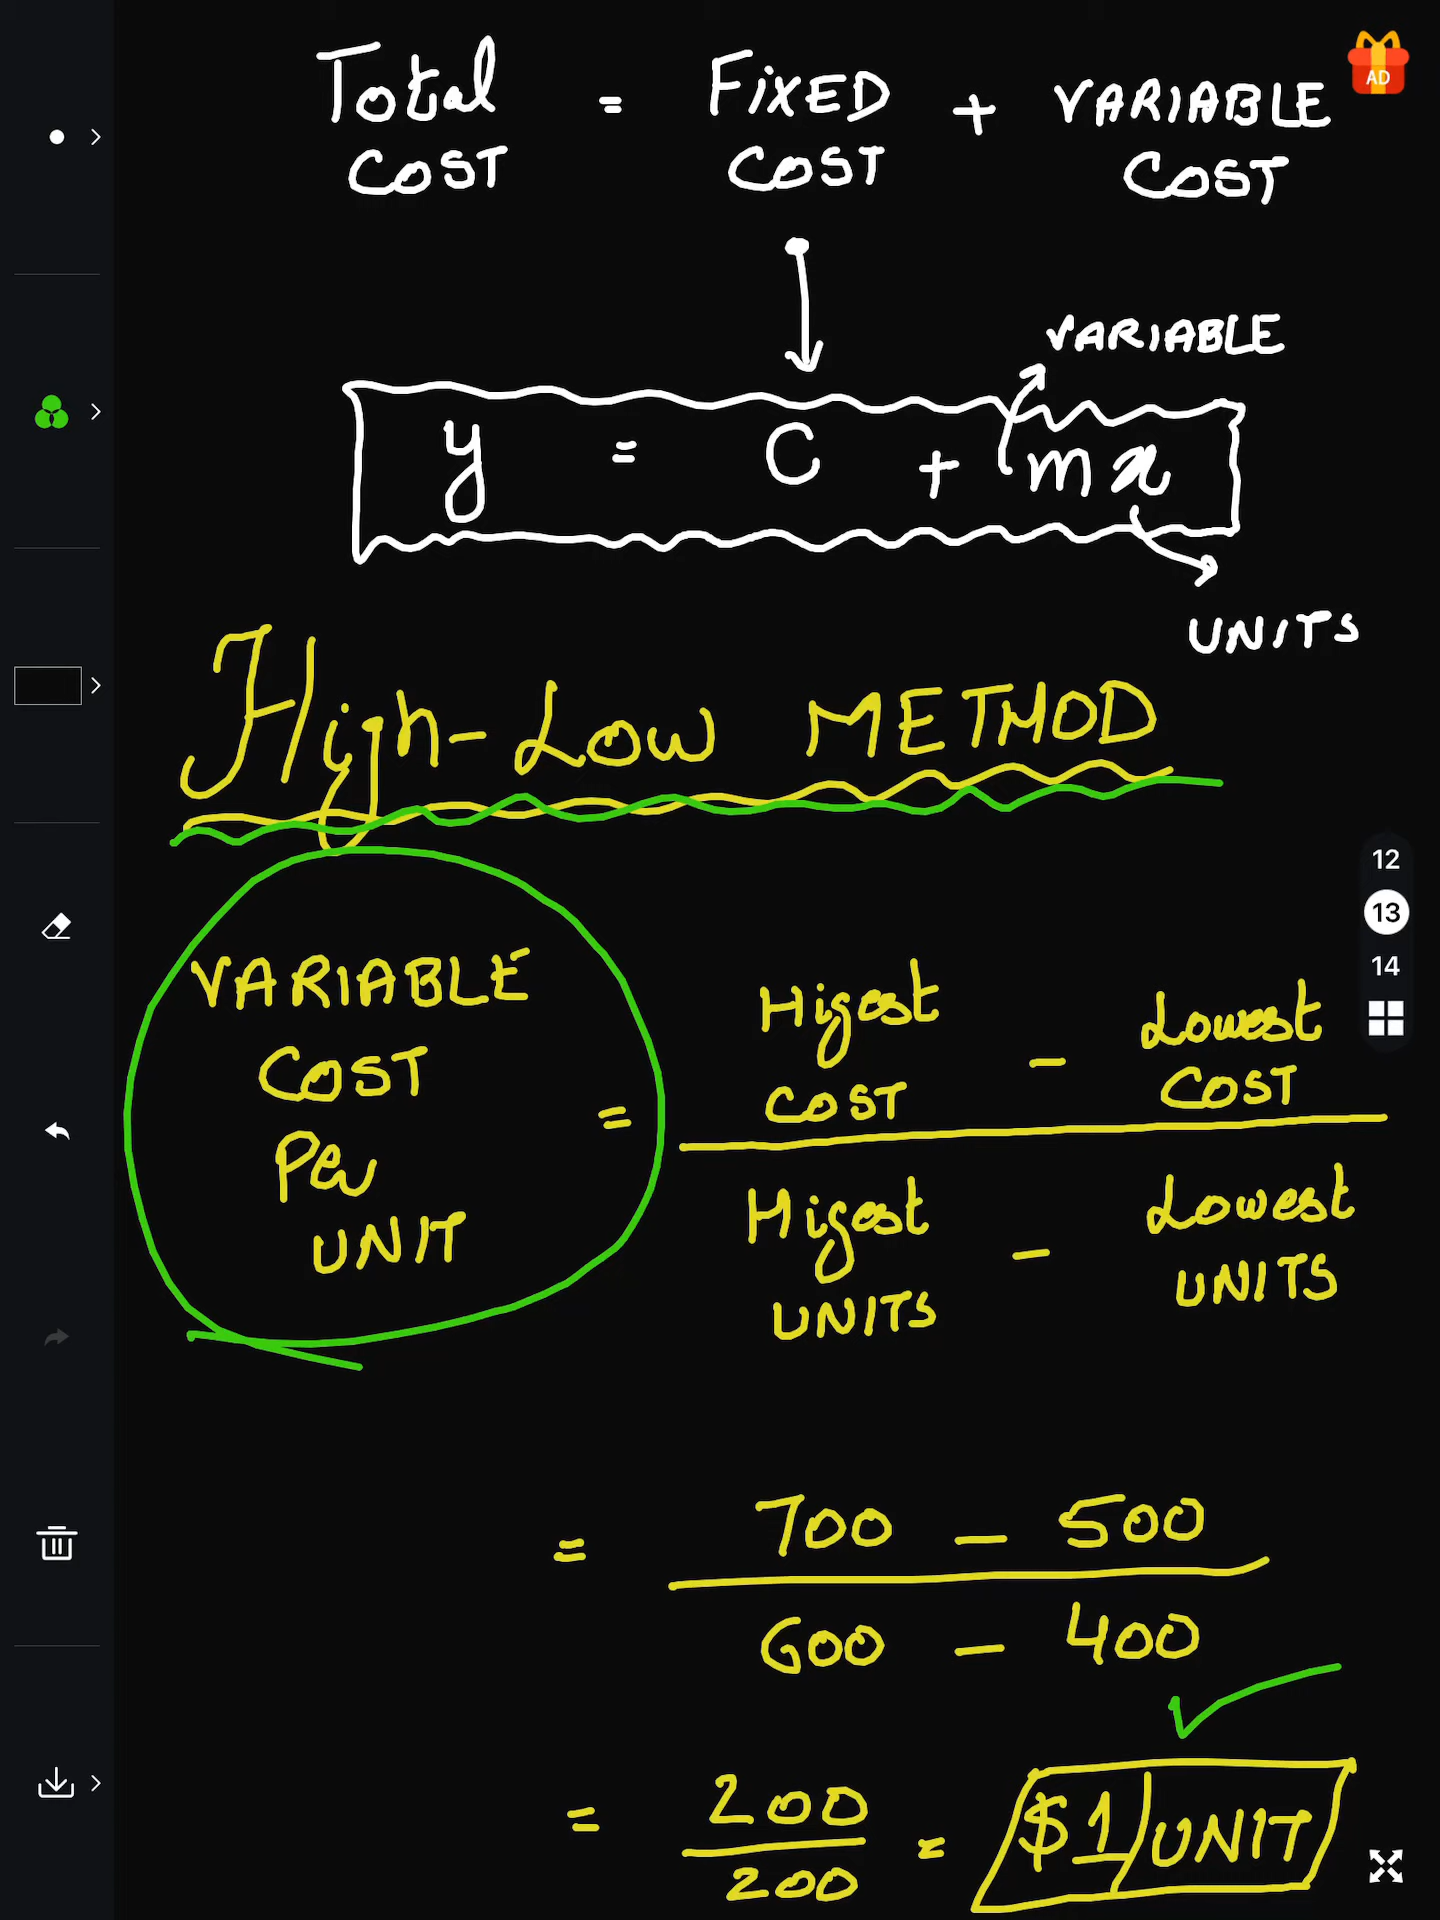 AD
Total = FiXED + VARIABLE
COST COST COST
VARIABLE
y = C + mx
UNITS
High-Low METHOD
12
13
14
VARIABLE
COST
Per
UNIT
=
Higest - Lowest
COST COST
Higest - Lowest
UNITS UNITS
= 700 - 500
600 - 400
= 200 = $1/UNIT
200